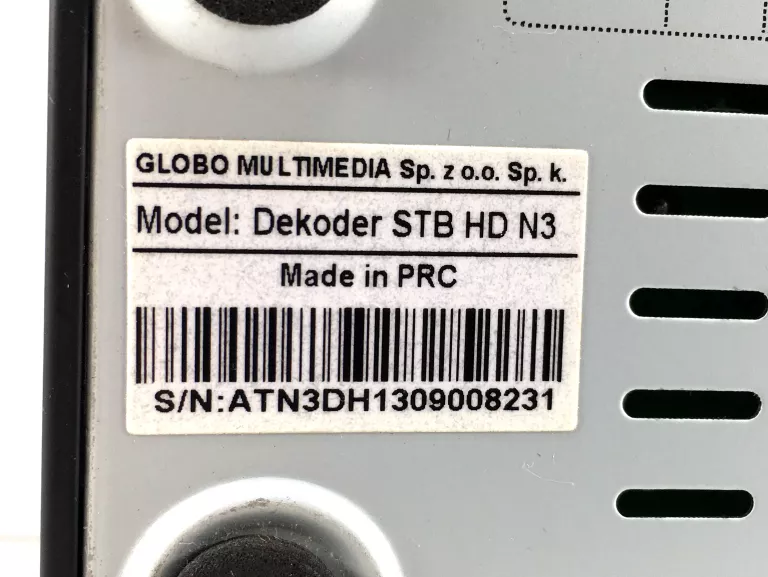 GLOBO MULTIMEDIA Sp. z o.o. Sp. k.
Model: Dekoder STB HD N3
Made in PRC
S/N:ATN3DH1309008231